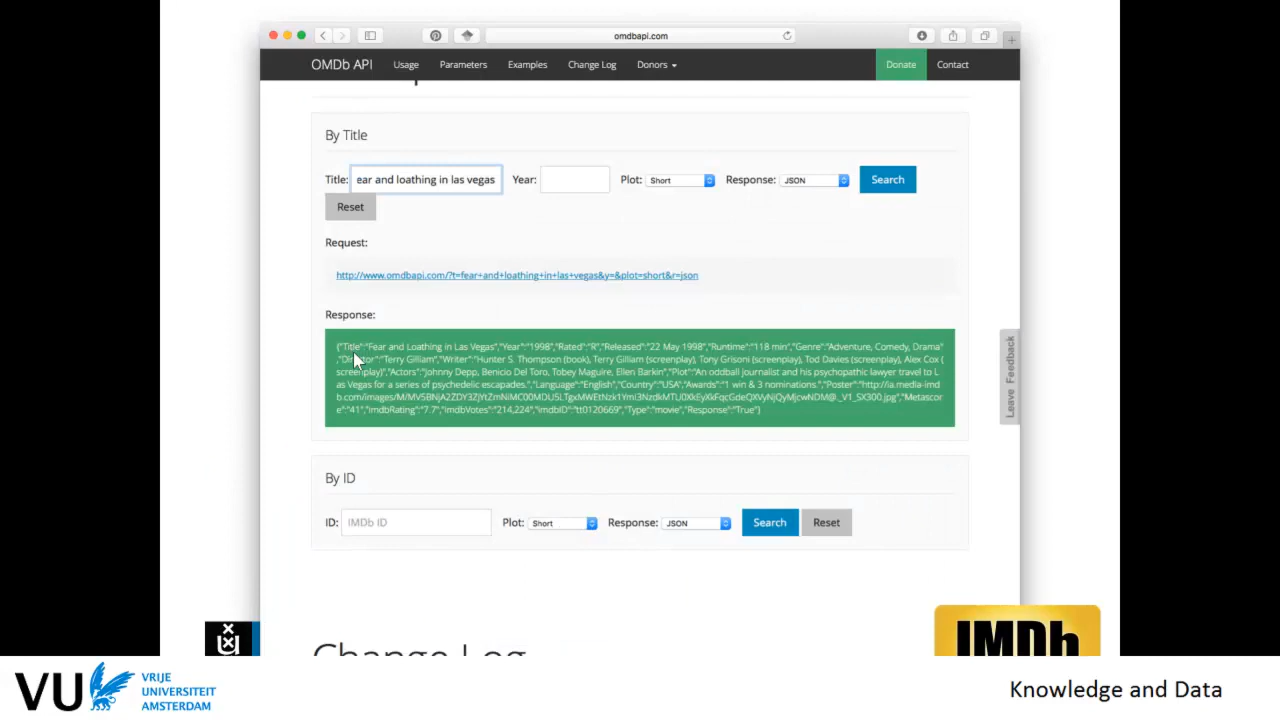 omdbapi.com
OMDb API Usage Parameters Examples Change Log Donors Donate Contact
By Title
Title: ear and loathing in las vegas Year: Plot: Short Response: JSON Search
Reset
Request:
http://www.omdbapi.com/?t=fear+and+loathing+in+las+vegas&y=&plot=short&r=json
Response:
{"Title":"Fear and Loathing in Las Vegas","Year":"1998","Rated":"R","Released":"22 May 1998","Runtime":"118 min","Genre":"Adventure, Comedy, Drama"
,"Director":"Terry Gilliam","Writer":"Hunter S. Thompson (book), Terry Gilliam (screenplay), Tony Grisoni (screenplay), Tod Davies (screenplay), Alex Cox (
screenplay)","Actors":"Johnny Depp, Benicio Del Toro, Tobey Maguire, Ellen Barkin","Plot":"An oddball journalist and his psychopathic lawyer travel to L
as Vegas for a series of psychedelic escapades.","Language":"English","Country":"USA","Awards":"1 win & 3 nominations.","Poster":"http://ia.media-imd
e":"41","imdbRating":"7.7","imdbVotes":"214,224","imdbID":"tt0120669","Type":"movie","Response":"True"}
Leave Feedback
By ID
ID: IMDb ID Plot: Short Response: JSON Search Reset
Change Log
IMDb
VU VRIJE
UNIVERSITEIT
AMSTERDAM
Knowledge and Data